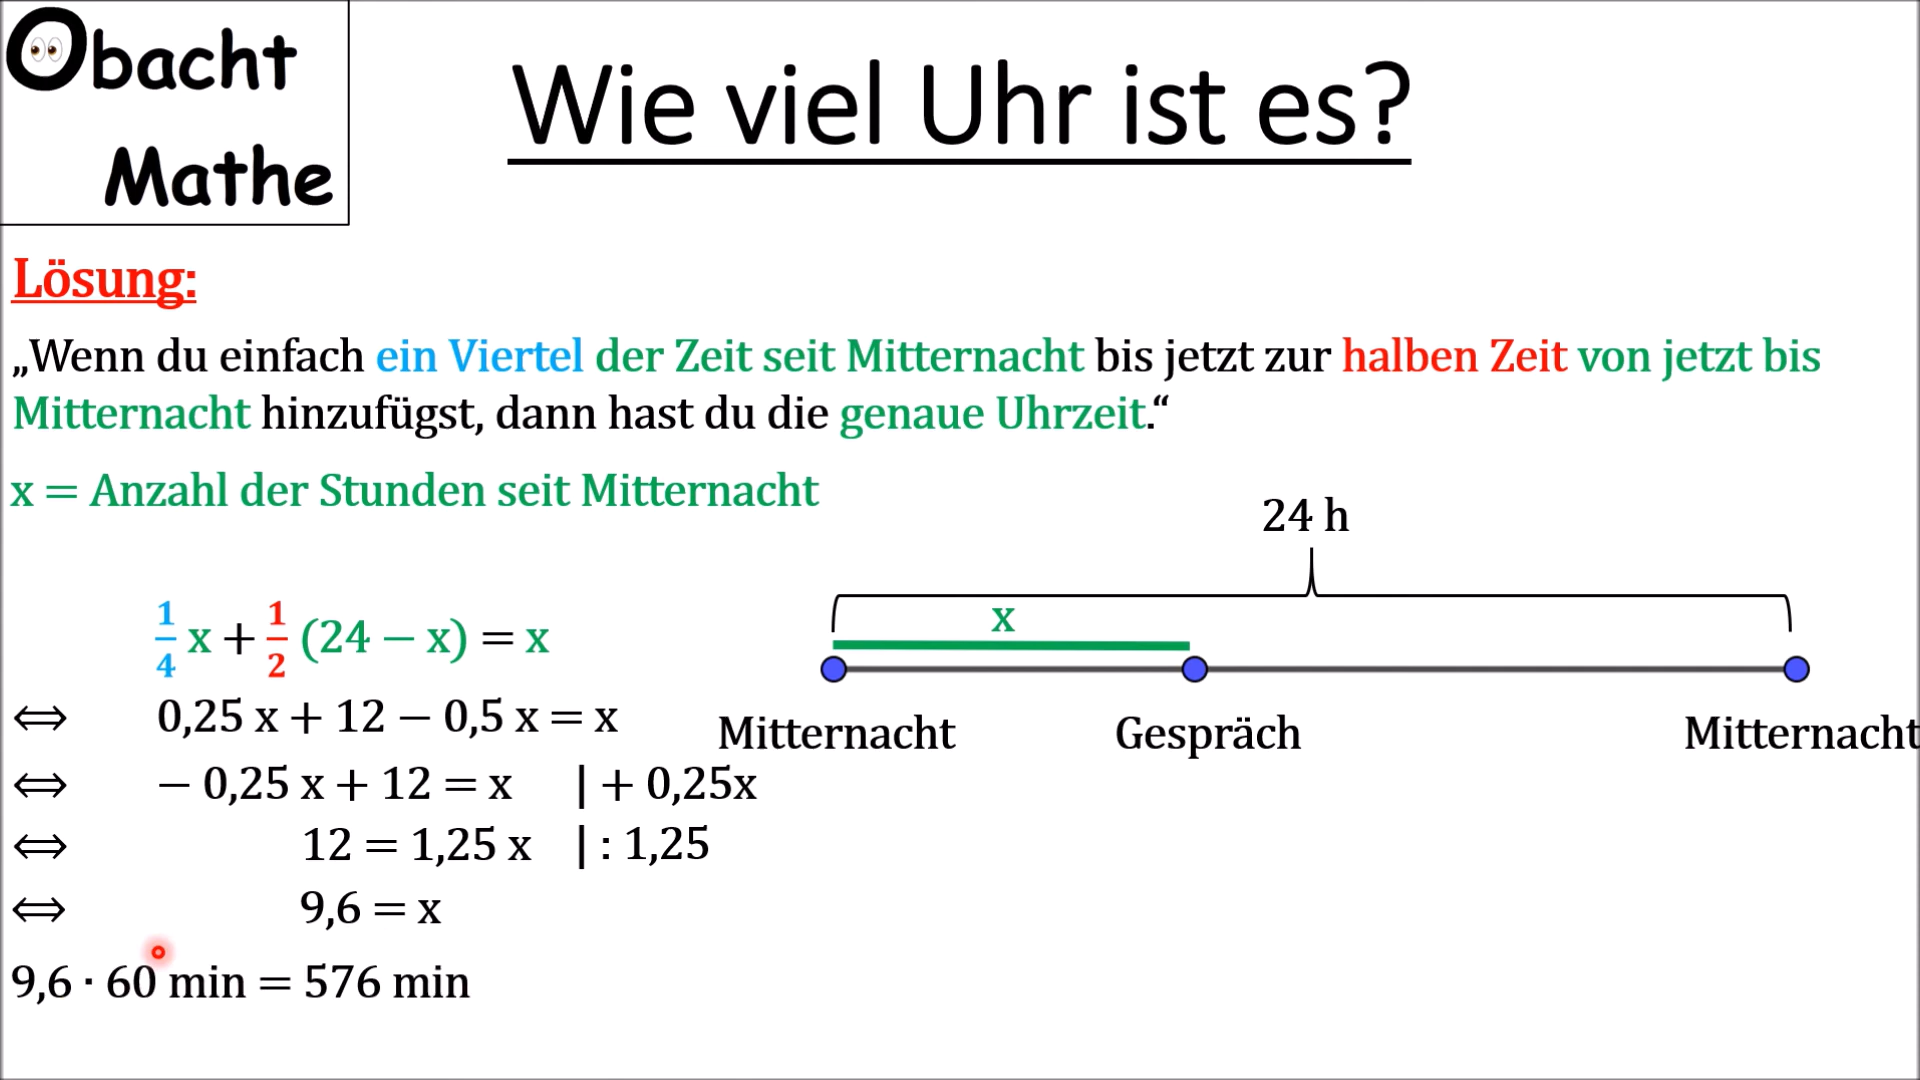 Obacht
Mathe
Wie viel Uhr ist es?
Lösung:
„Wenn du einfach ein Viertel der Zeit seit Mitternacht bis jetzt zur halben Zeit von jetzt bis
Mitternacht hinzufügst, dann hast du die genaue Uhrzeit.“
x = Anzahl der Stunden seit Mitternacht
24 h
x
1/4 x + 1/2 (24 − x) = x
⇔ 0,25 x + 12 − 0,5 x = x
Mitternacht Gespräch Mitternacht
⇔ − 0,25 x + 12 = x | + 0,25x
⇔ 12 = 1,25 x | : 1,25
⇔ 9,6 = x
9,6 · 60 min = 576 min